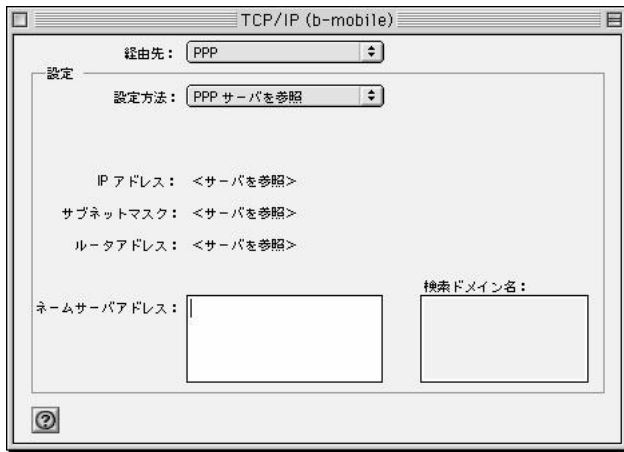 TCP/IP (b-mobile)
経由先： PPP
設定
設定方法： PPP サーバを参照
IP アドレス： <サーバを参照>
サブネットマスク： <サーバを参照>
ルータアドレス： <サーバを参照>
検索ドメイン名：
ネームサーバアドレス：
?